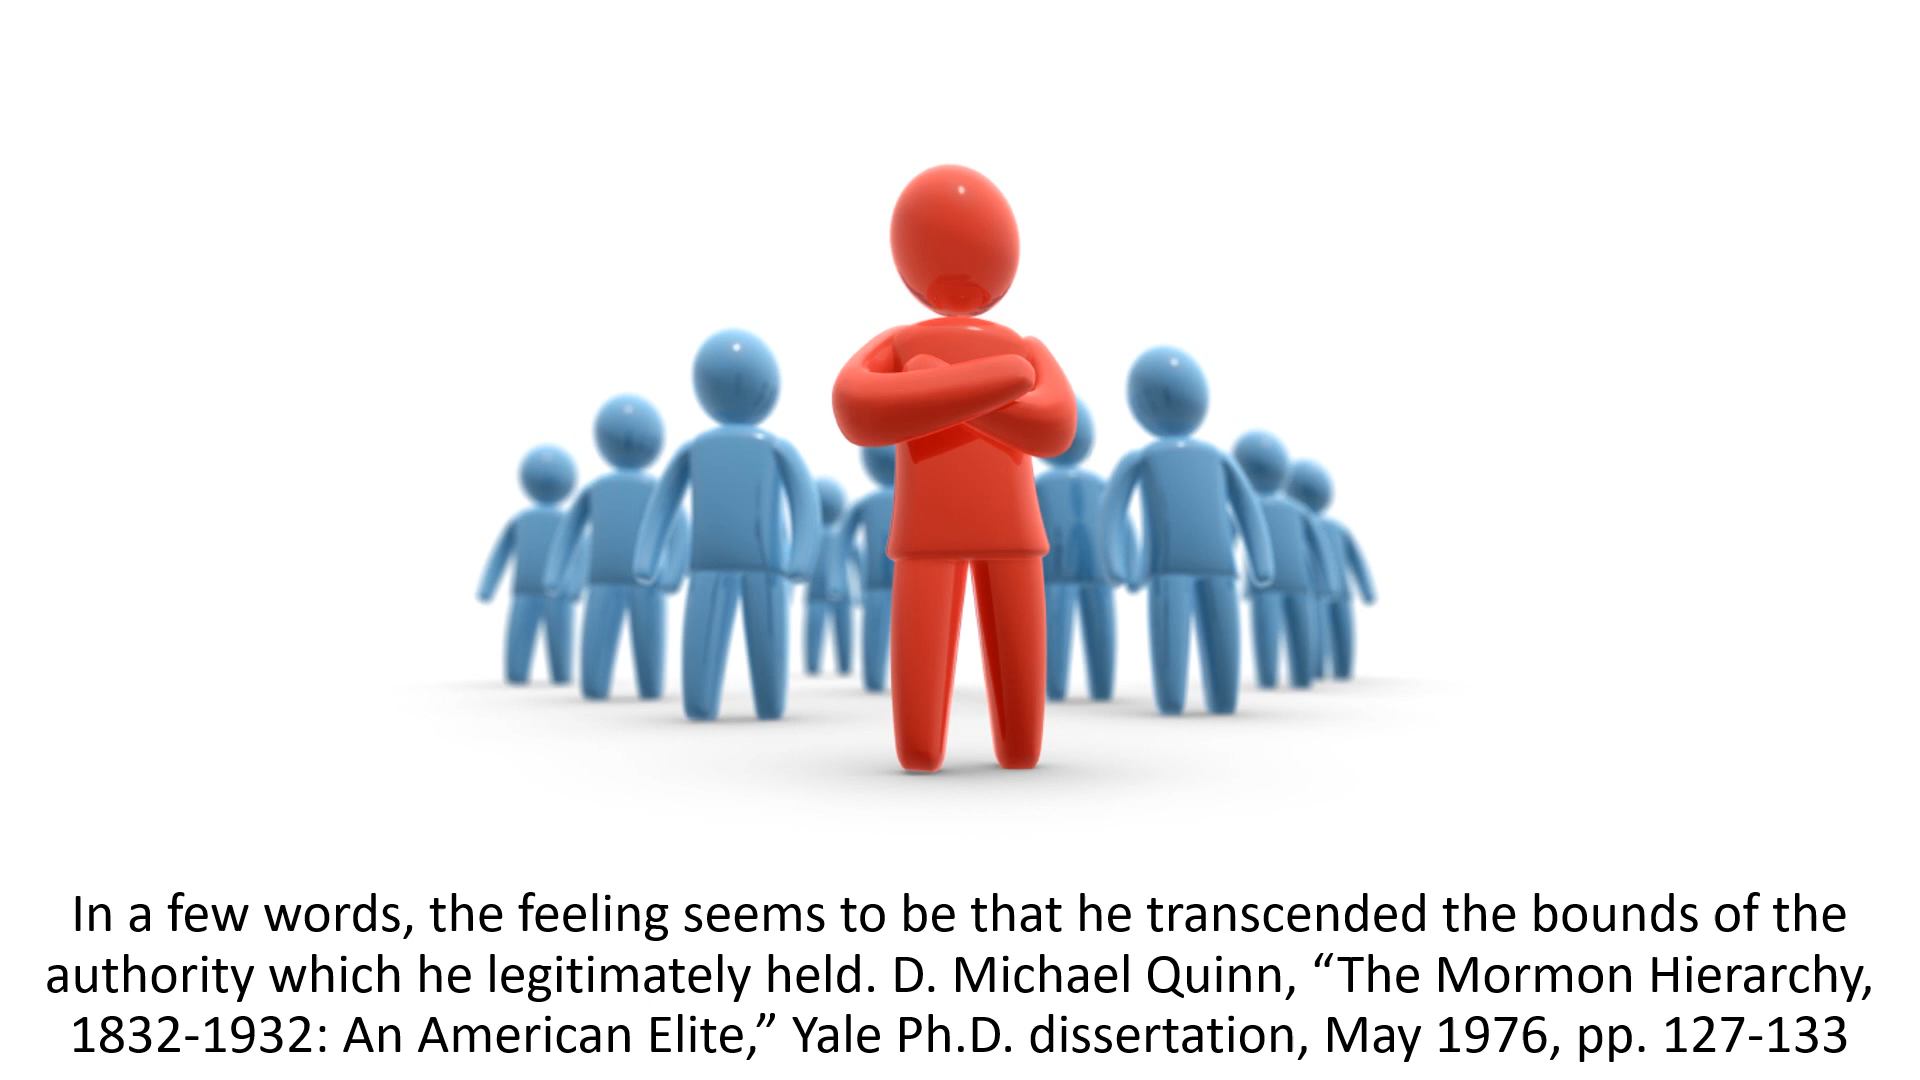 In a few words, the feeling seems to be that he transcended the bounds of the
authority which he legitimately held. D. Michael Quinn, “The Mormon Hierarchy,
1832-1932: An American Elite,” Yale Ph.D. dissertation, May 1976, pp. 127-133